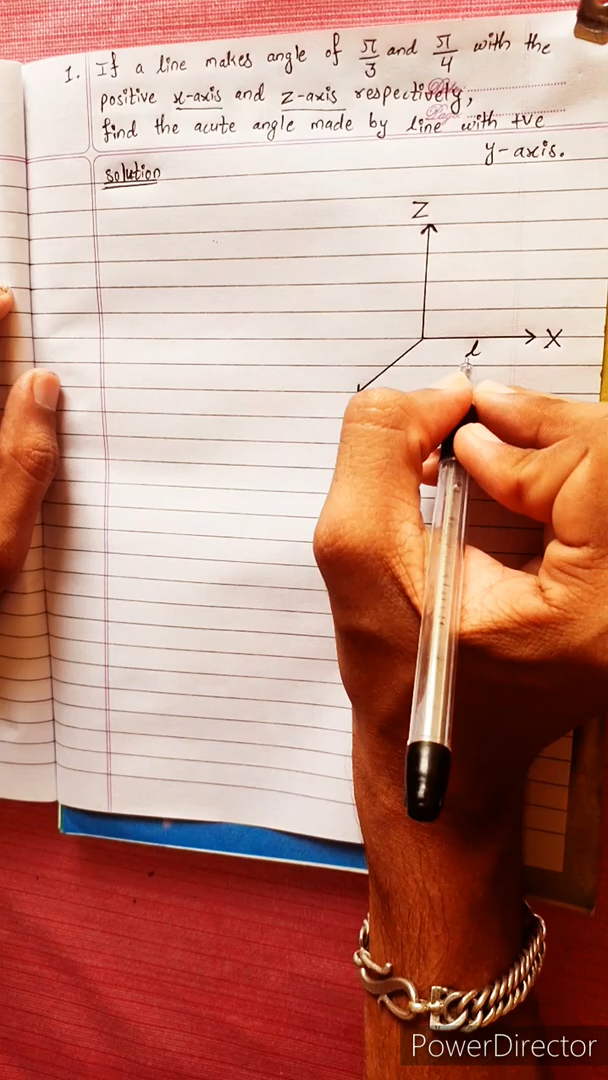 1. If a line makes angle of π/3 and π/4 with the
positive x-axis and z-axis respectively,
find the acute angle made by line with +ve
y-axis.
solution
Z
X
l
PowerDirector